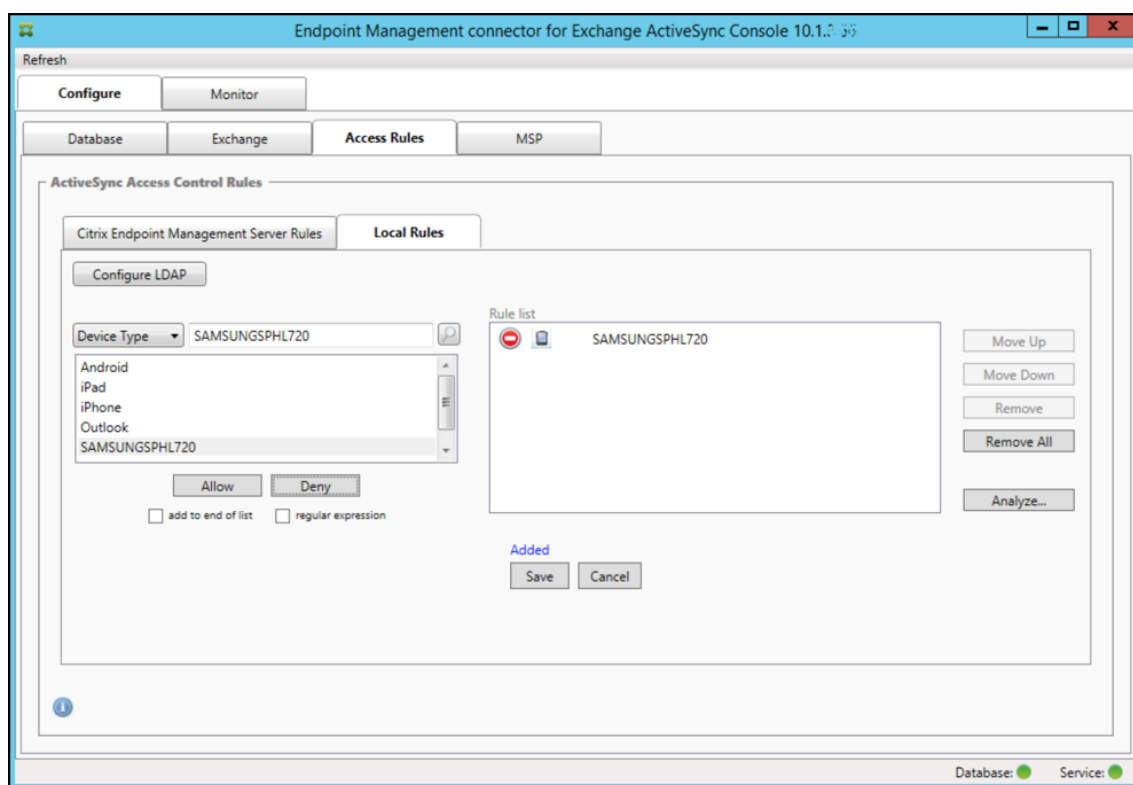 Endpoint Management connector for Exchange ActiveSync Console
Refresh
Configure Monitor
Database Exchange Access Rules MSP
ActiveSync Access Control Rules
Citrix Endpoint Management Server Rules Local Rules
Configure LDAP
Rule list
Device Type SAMSUNGSPHL720
SAMSUNGSPHL720
Move Up
Android
iPad
iPhone
Outlook
SAMSUNGSPHL720
Move Down
Remove
Remove All
Allow Deny
Analyze...
add to end of list regular expression
Added
Save Cancel
Database: Service: